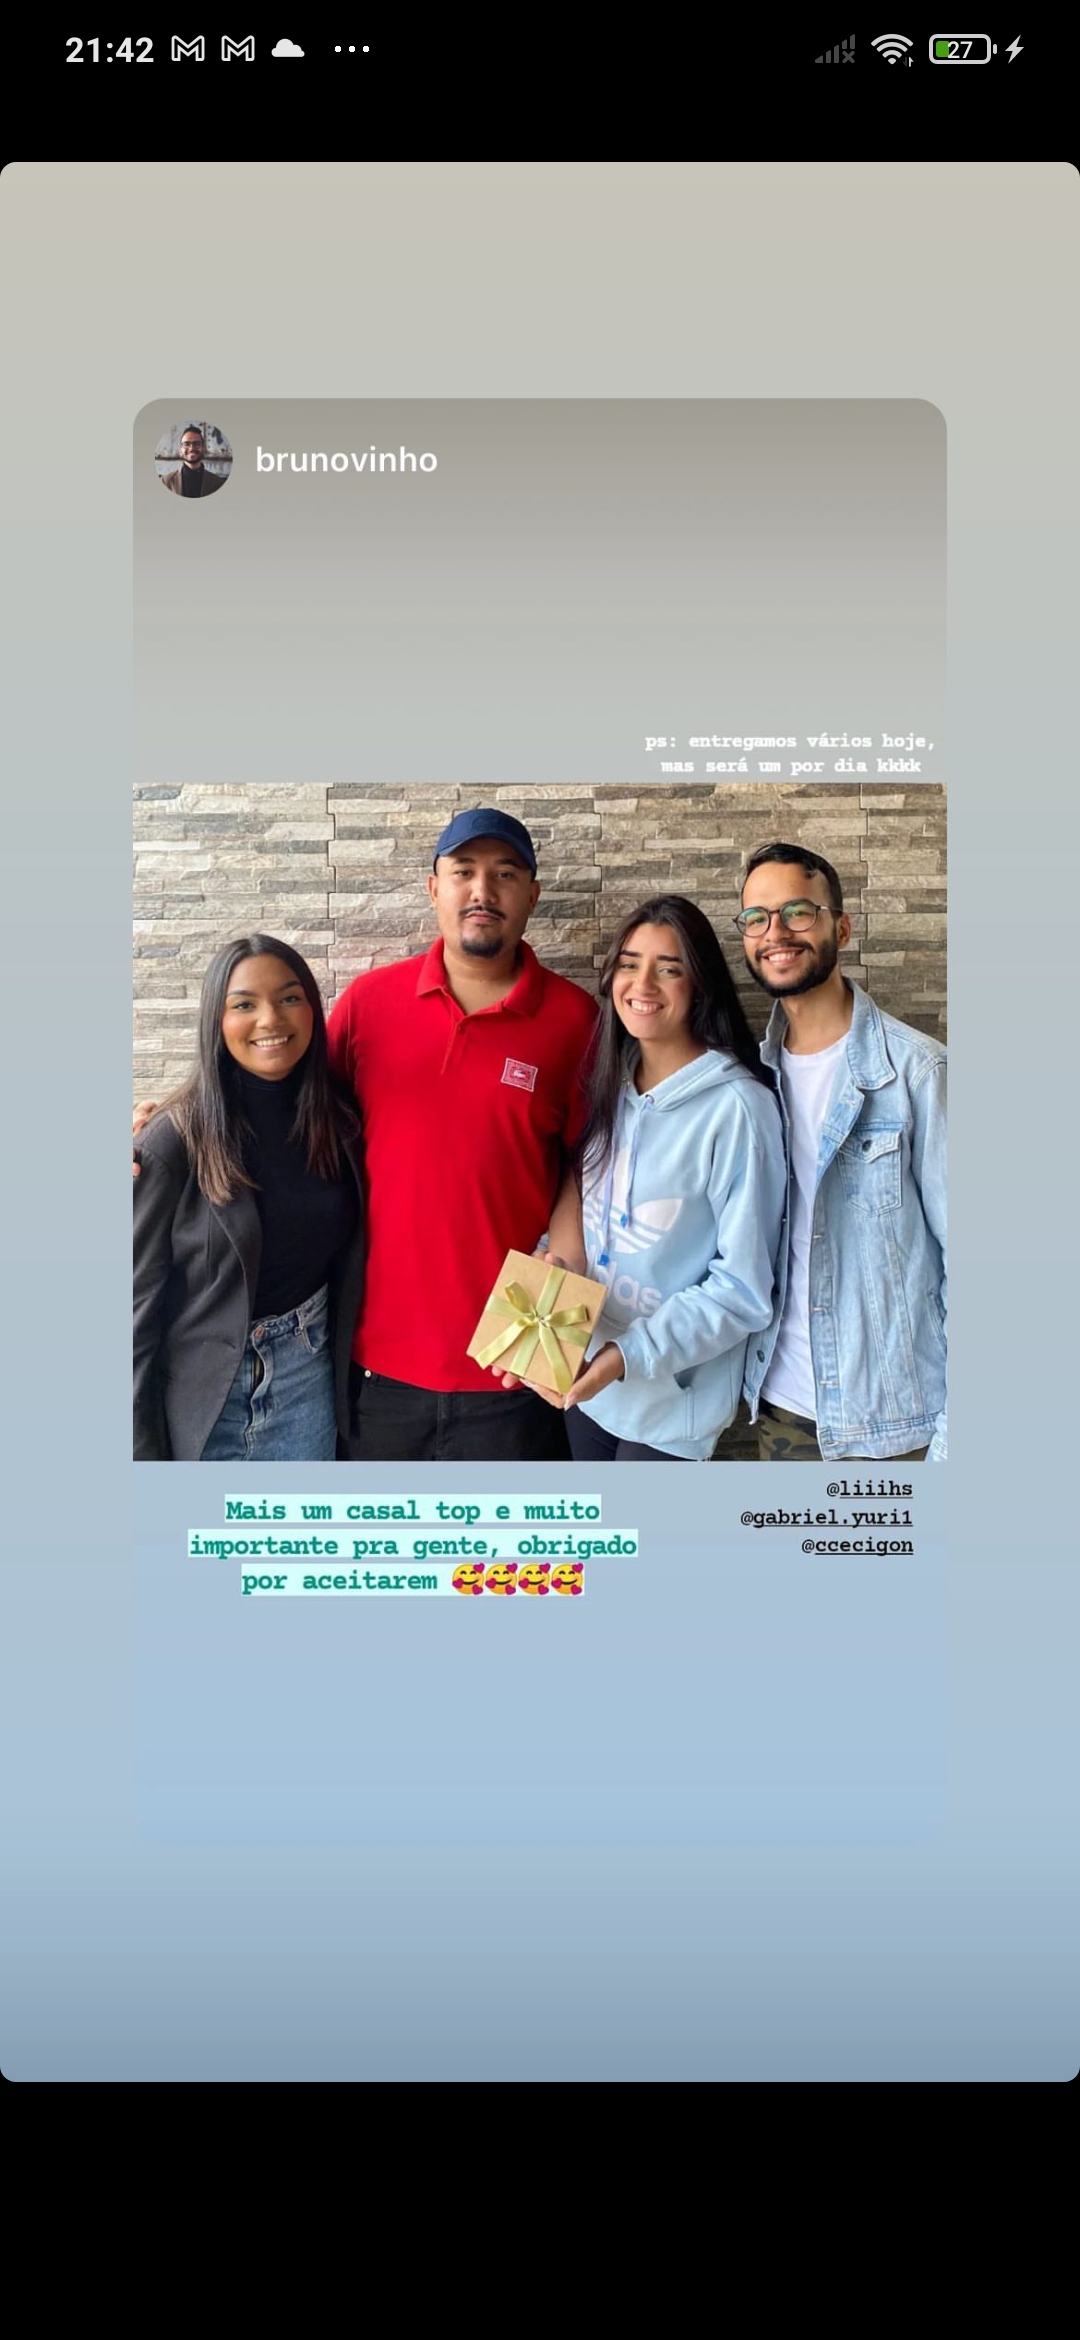 21:42
27
brunovinho
ps: entregamos vários hoje,
mas será um por dia kkkk
das
@liiihs
@gabriel.yuri1
@ccecigon
Mais um casal top e muito
importante pra gente, obrigado
por aceitarem 🥰🥰🥰🥰